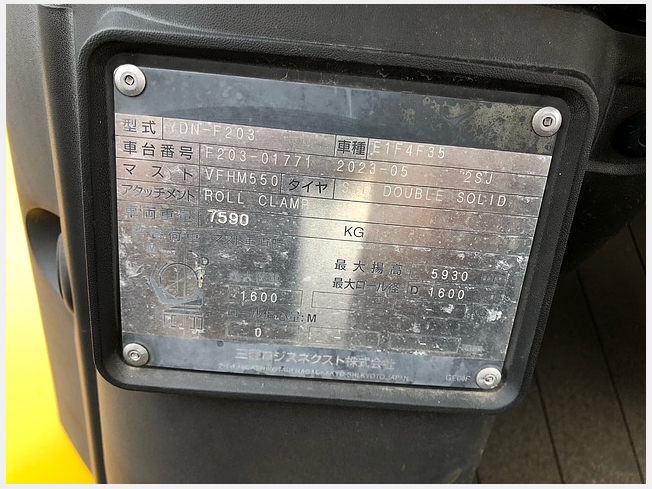 型式 YDN-F203 車種 E1F4F35
車台番号 F203-01771 2023-05 2SJ
マスト VFHM550 タイヤ DOUBLE SOLID
アタッチメント ROLL CLAMP
車両重量 7590 KG
最大揚高 5930
最大ロール径 D 1600
D
1600
M
0
三菱ロジスネクスト株式会社